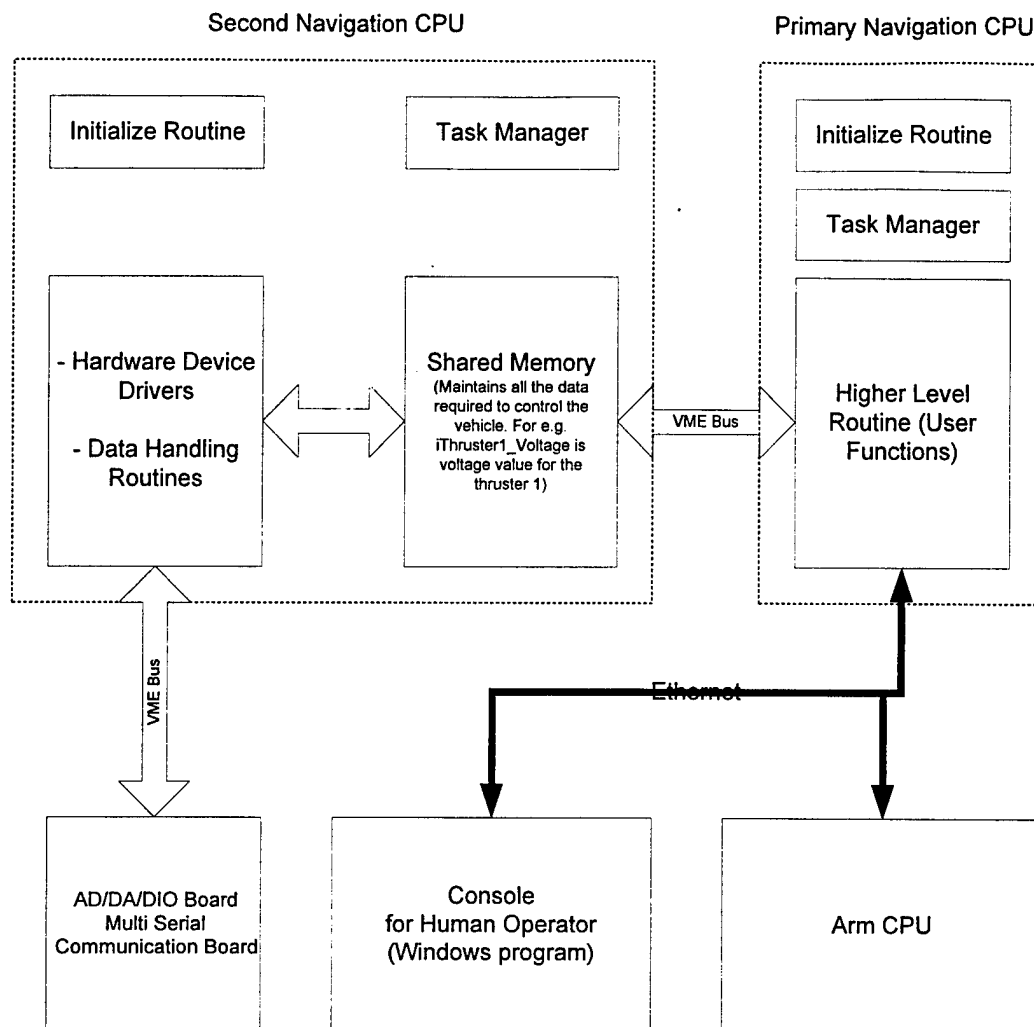 Second Navigation CPU
Primary Navigation CPU
Initialize Routine
Task Manager
Initialize Routine
Task Manager
- Hardware Device
Drivers
- Data Handling
Routines
Shared Memory
(Maintains all the data
required to control the
vehicle. For e.g.
iThruster1_Voltage is
voltage value for the
thruster 1)
VME Bus
Higher Level
Routine (User
Functions)
VME Bus
Ethernet
AD/DA/DIO Board
Multi Serial
Communication Board
Console
for Human Operator
(Windows program)
Arm CPU